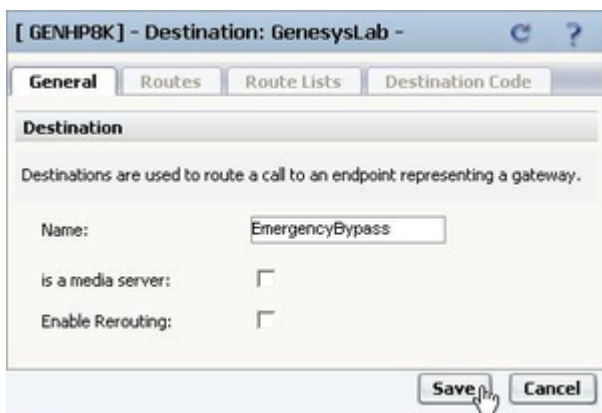 [ GENHP8K] - Destination: GenesysLab -
General Routes Route Lists Destination Code
Destination
Destinations are used to route a call to an endpoint representing a gateway.
Name: EmergencyBypass
is a media server:
Enable Rerouting:
Save Cancel